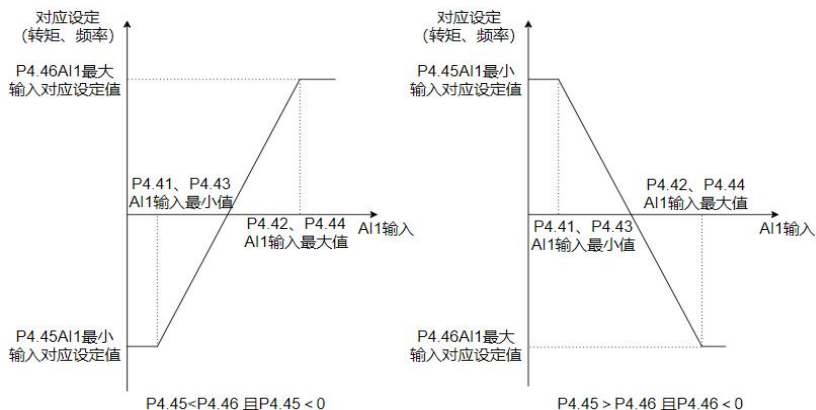 对应设定
（转矩、频率）
P4.46AI1最大
输入对应设定值
P4.41、P4.43
AI1输入最小值
P4.42、P4.44
AI1输入最大值
AI1输入
P4.45AI1最小
输入对应设定值
P4.45<P4.46 且P4.45＜0
对应设定
（转矩、频率）
P4.45AI1最小
输入对应设定值
P4.42、P4.44
AI1输入最大值
P4.41、P4.43
AI1输入最小值
AI1输入
P4.46AI1最大
输入对应设定值
P4.45＞P4.46 且P4.46＜0